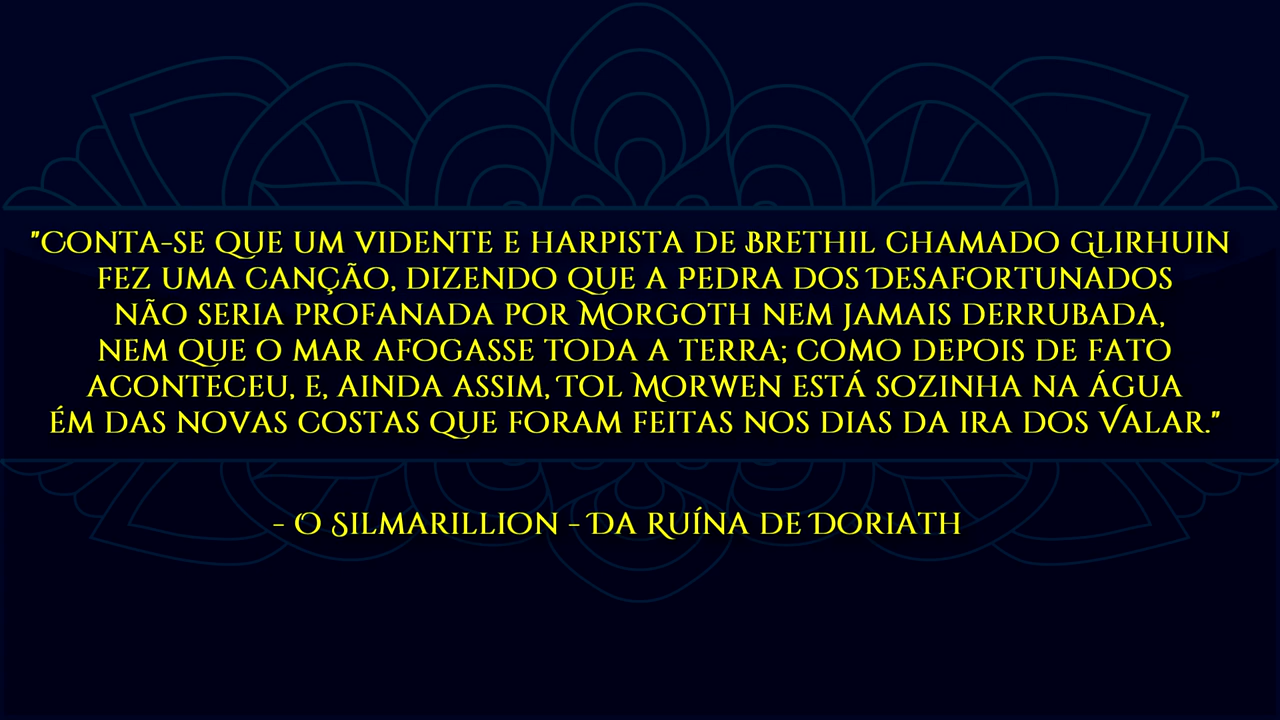 "Conta-se que um vidente e harpista de Brethil chamado Glirhuin
fez uma canção, dizendo que a Pedra dos Desafortunados
não seria profanada por Morgoth nem jamais derrubada,
nem que o mar afogasse toda a terra; como depois de fato
aconteceu, e, ainda assim, Tol Morwen está sozinha na água
ém das novas costas que foram feitas nos dias da ira dos Valar."
- O Silmarillion - Da Ruína de Doriath